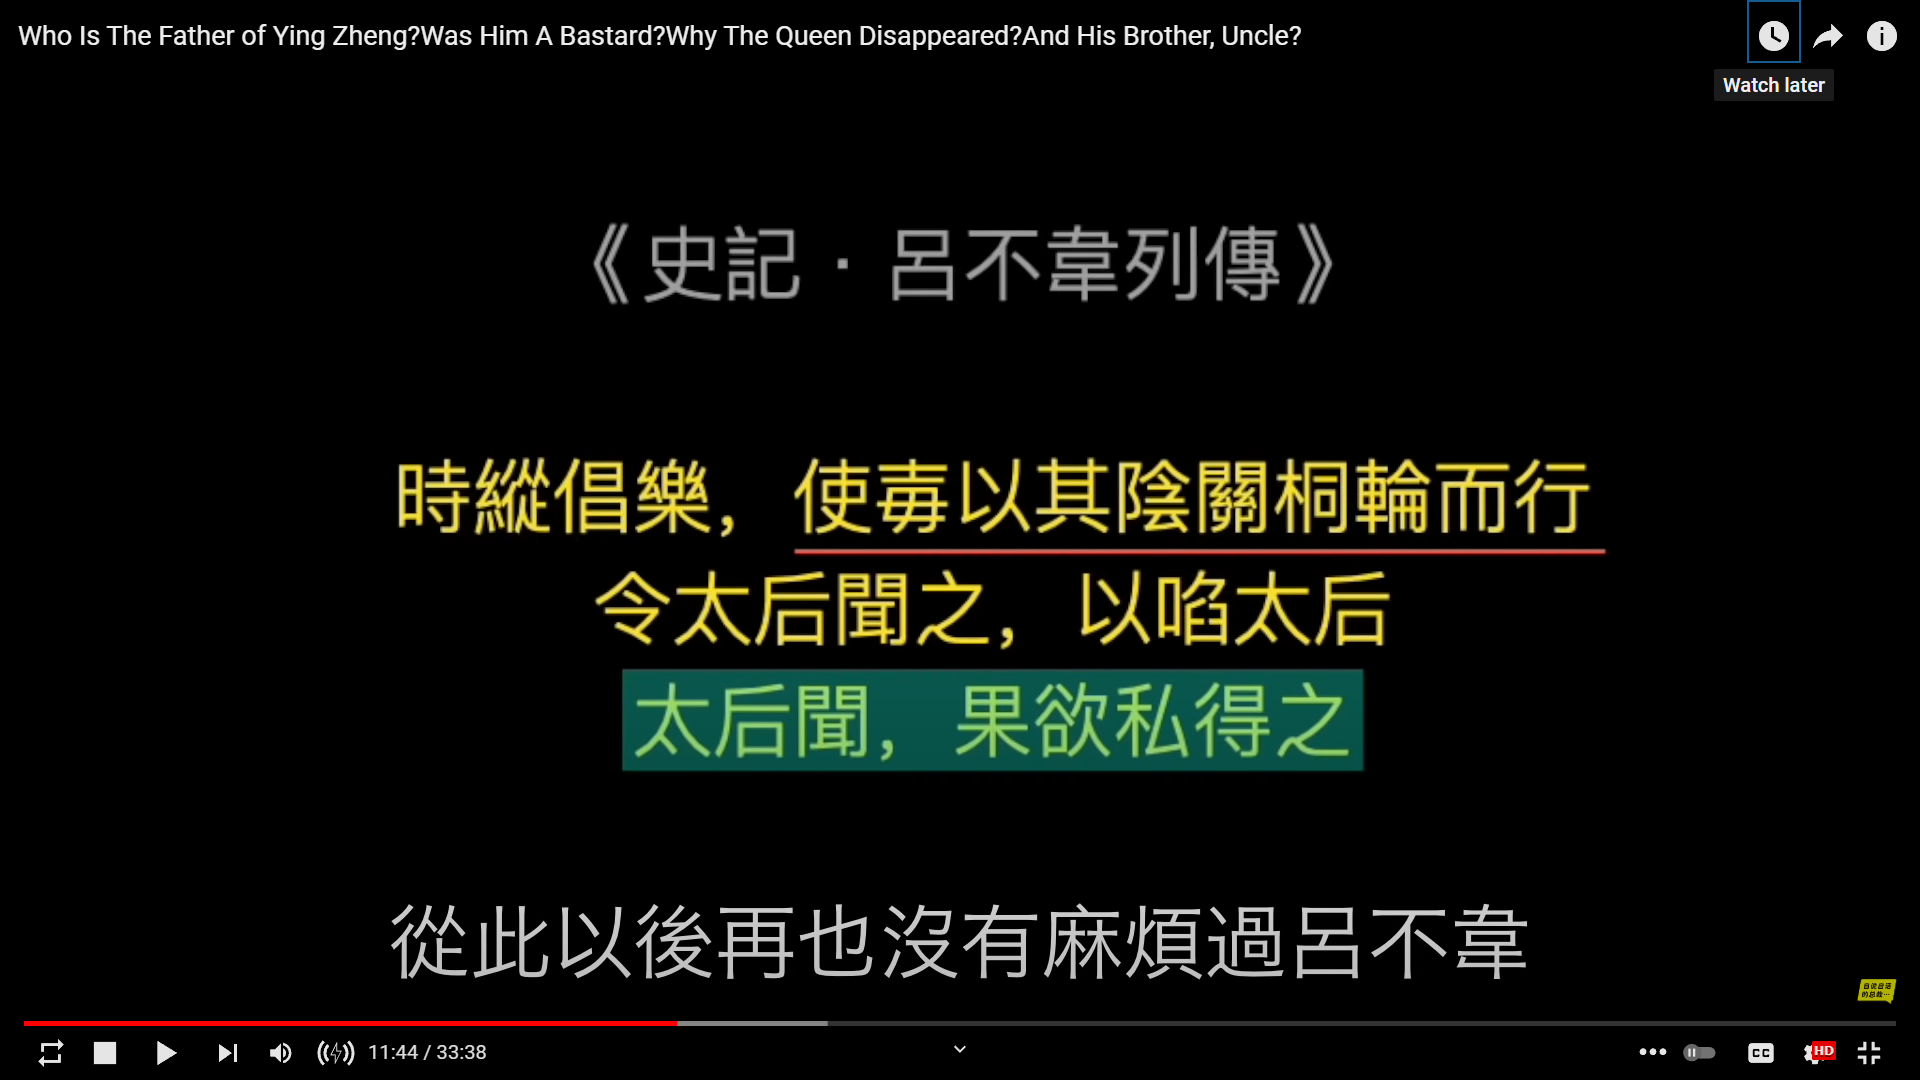 Who Is The Father of Ying Zheng?Was Him A Bastard?Why The Queen Disappeared?And His Brother, Uncle?
Watch later
《史記·呂不韋列傳》
時縱倡樂，使毐以其陰關桐輪而行
令太后聞之，以啗太后
太后聞，果欲私得之
從此以後再也沒有麻煩過呂不韋
11:44 / 33:38
CC
HD